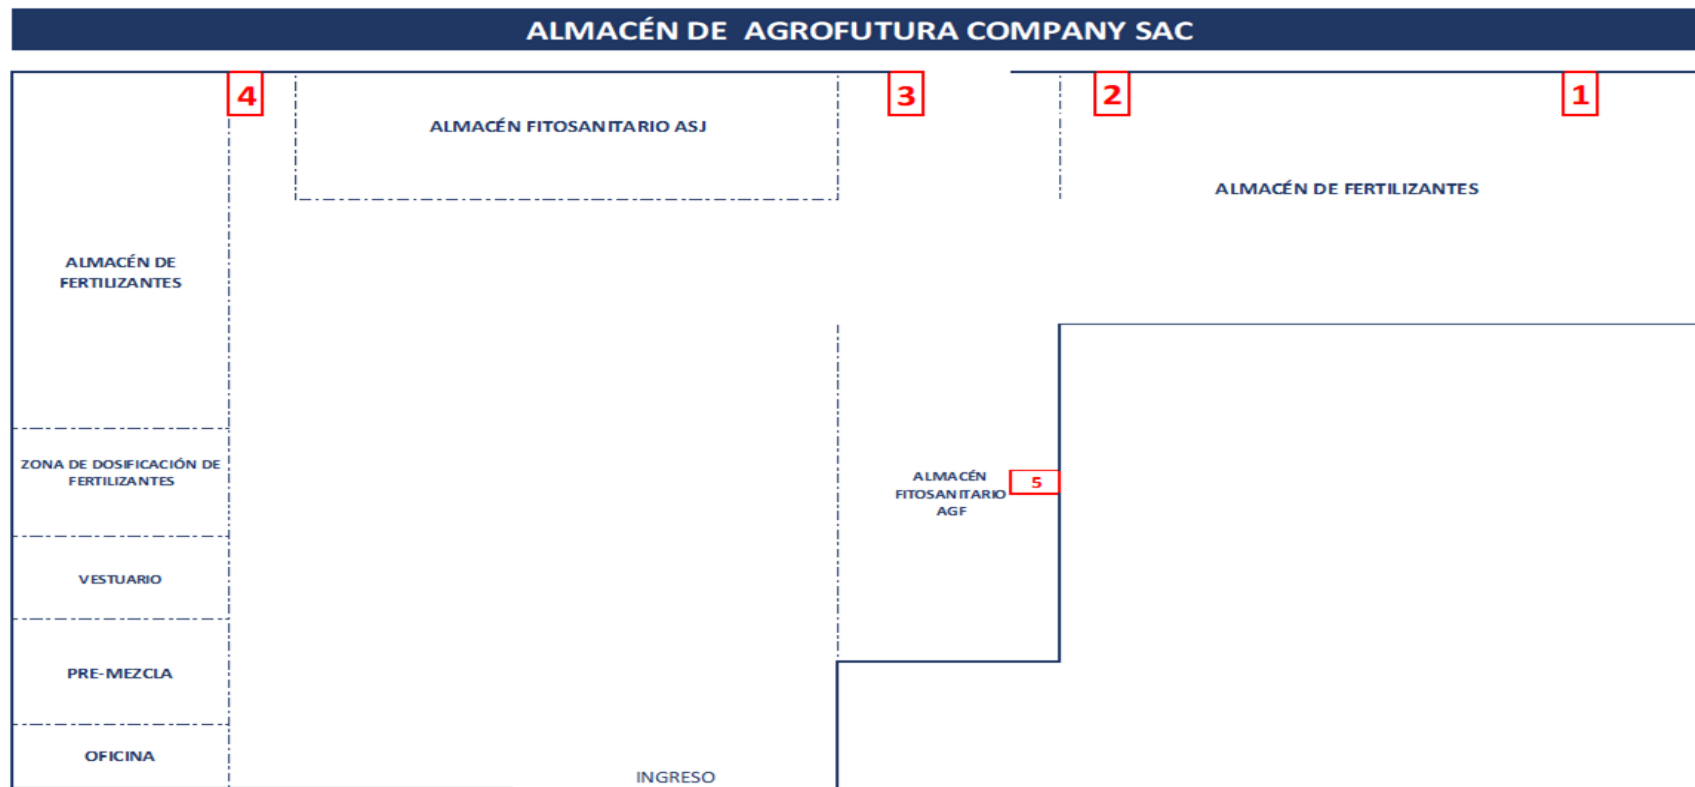 ALMACÉN DE AGROFUTURA COMPANY SAC
4
3
2
1
ALMACÉN FITOSANITARIO ASJ
ALMACÉN DE FERTILIZANTES
ALMACÉN DE
FERTILIZANTES
ZONA DE DOSIFICACIÓN DE
FERTILIZANTES
ALMACÉN
FITOSANITARIO
AGF
5
VESTUARIO
PRE-MEZCLA
OFICINA
INGRESO